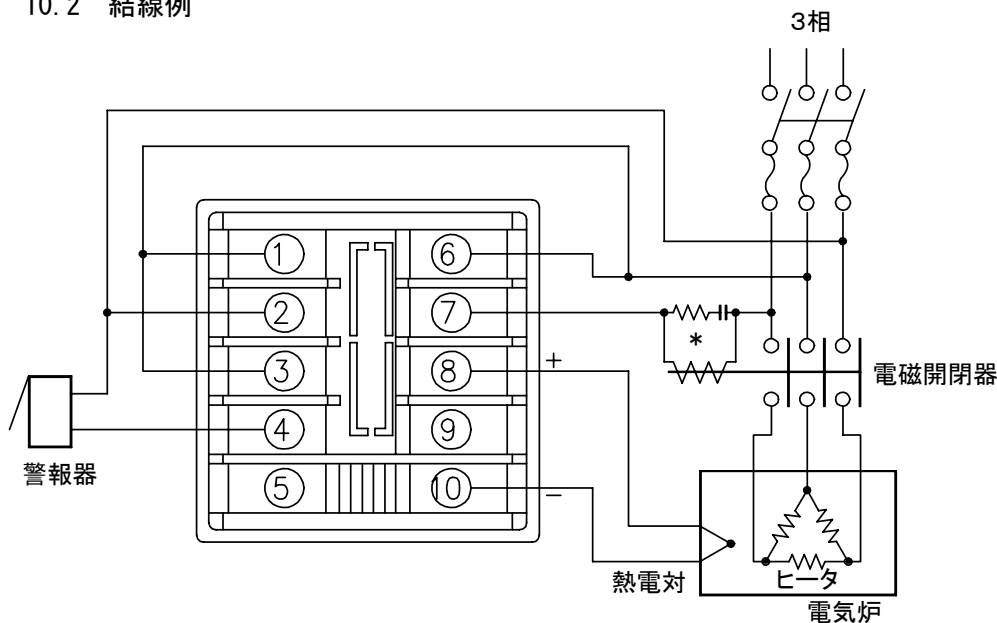 10.2 結線例
3相
①
②
③
④
⑤
⑥
⑦
⑧
⑨
⑩
+
−
*
電磁開閉器
警報器
熱電対
ヒータ
電気炉